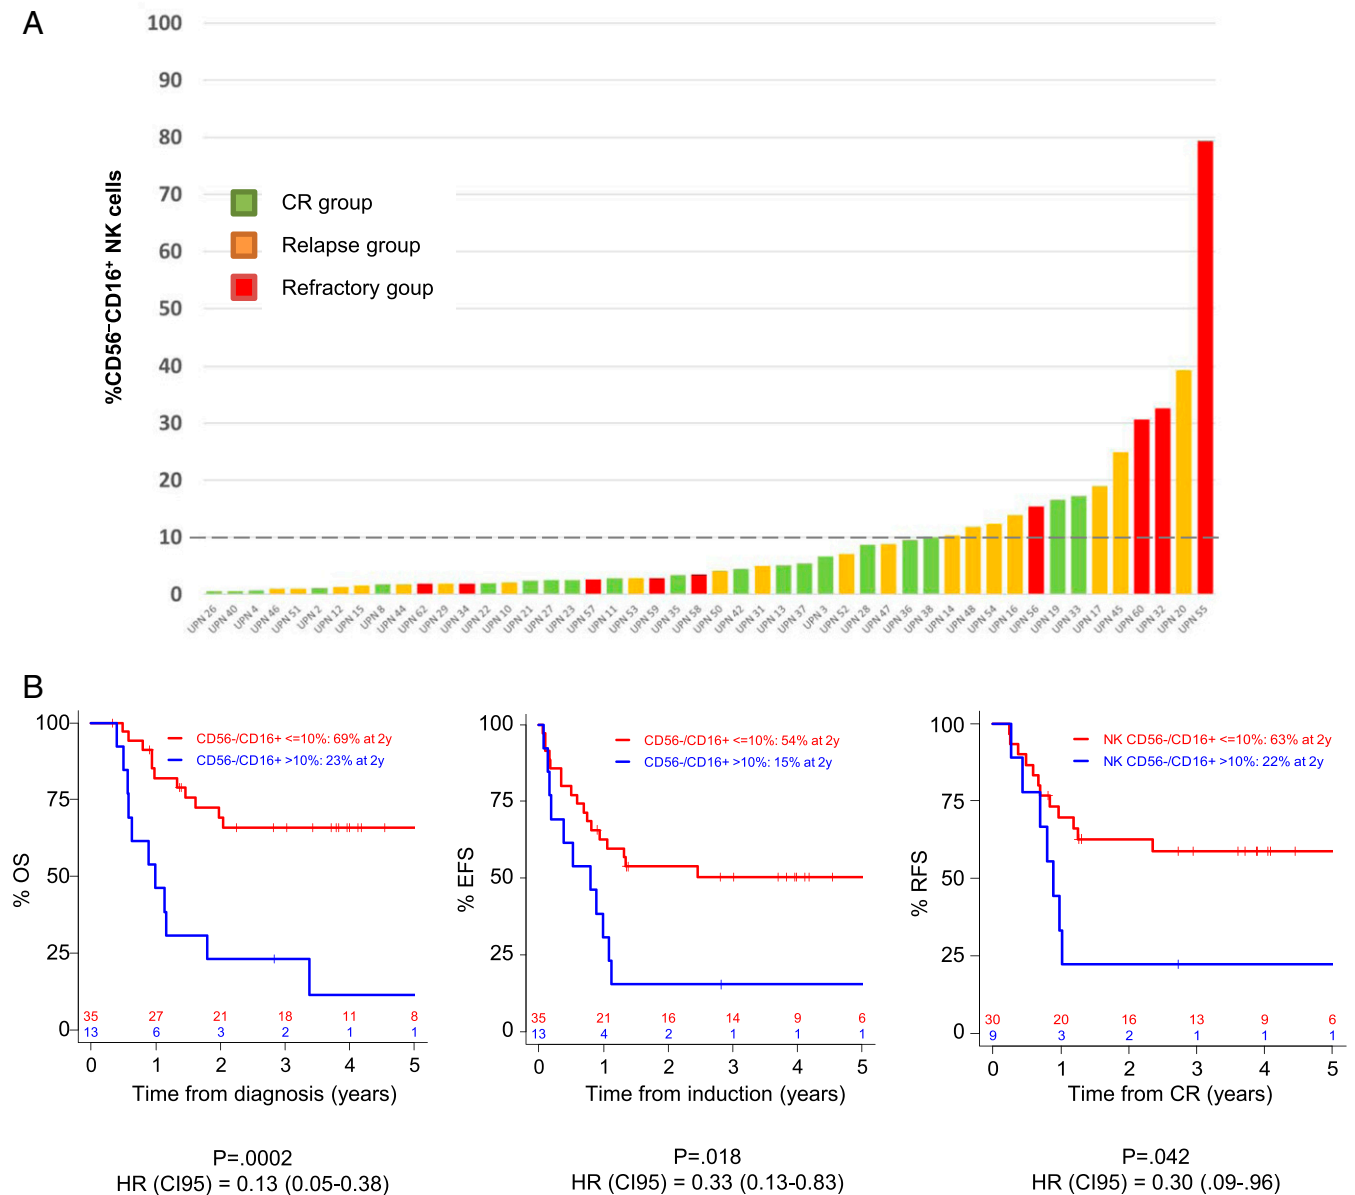 A
100
90
80
70
60
50
40
30
20
10
0
%CD56⁻CD16⁺ NK cells
CR group
Relapse group
Refractory goup
UPN 26 UPN 40 UPN 4 UPN 46 UPN 51 UPN 2 UPN 12 UPN 15 UPN 8 UPN 44 UPN 62 UPN 29 UPN 34 UPN 22 UPN 10 UPN 21 UPN 27 UPN 23 UPN 57 UPN 11 UPN 53 UPN 59 UPN 35 UPN 58 UPN 50 UPN 42 UPN 31 UPN 13 UPN 37 UPN 3 UPN 52 UPN 28 UPN 47 UPN 36 UPN 38 UPN 14 UPN 48 UPN 54 UPN 16 UPN 56 UPN 19 UPN 33 UPN 17 UPN 45 UPN 60 UPN 32 UPN 20 UPN 55
B
100
75
50
25
0
% OS
CD56-/CD16+ <=10%: 69% at 2y
CD56-/CD16+ >10%: 23% at 2y
35 27 21 18 11 8
13 6 3 2 1 1
0 1 2 3 4 5
Time from diagnosis (years)
P=.0002
HR (CI95) = 0.13 (0.05-0.38)
100
75
50
25
0
% EFS
CD56-/CD16+ <=10%: 54% at 2y
CD56-/CD16+ >10%: 15% at 2y
35 21 16 14 9 6
13 4 2 1 1 1
0 1 2 3 4 5
Time from induction (years)
P=.018
HR (CI95) = 0.33 (0.13-0.83)
100
75
50
25
0
% RFS
NK CD56-/CD16+ <=10%: 63% at 2y
NK CD56-/CD16+ >10%: 22% at 2y
30 20 16 13 9 6
9 3 2 1 1 1
0 1 2 3 4 5
Time from CR (years)
P=.042
HR (CI95) = 0.30 (.09-.96)